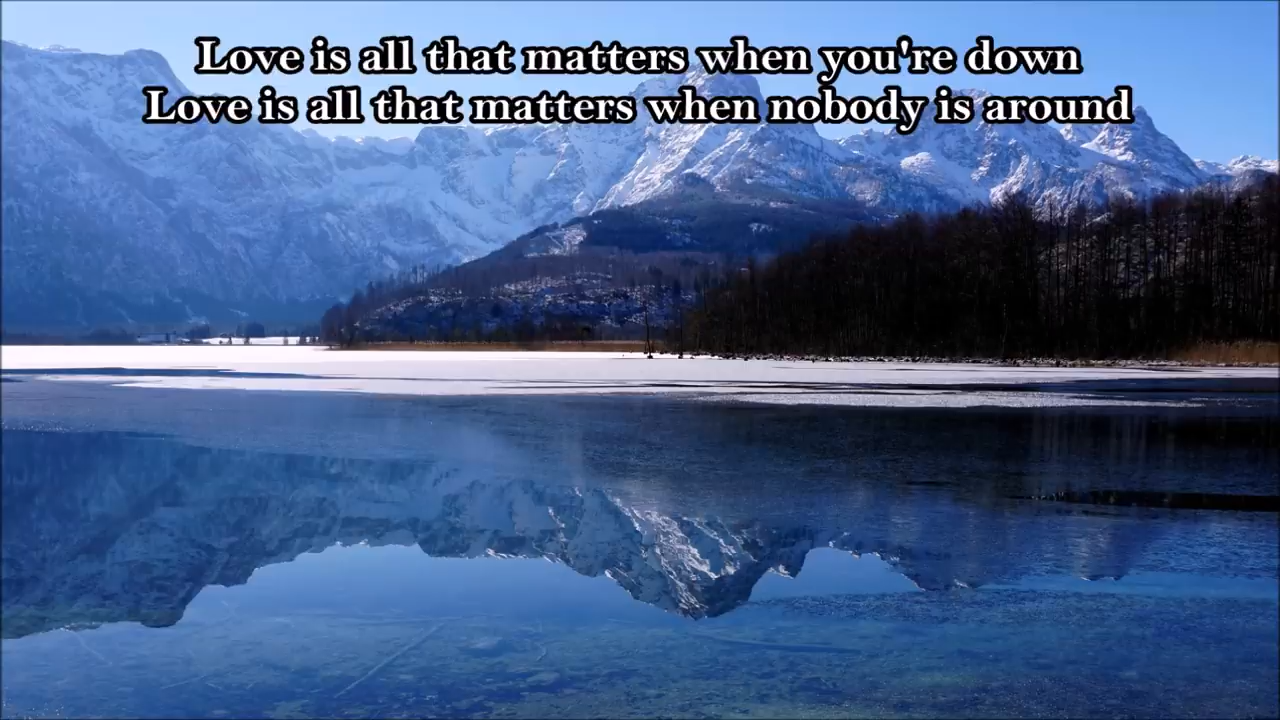 Love is all that matters when you're down
Love is all that matters when nobody is around